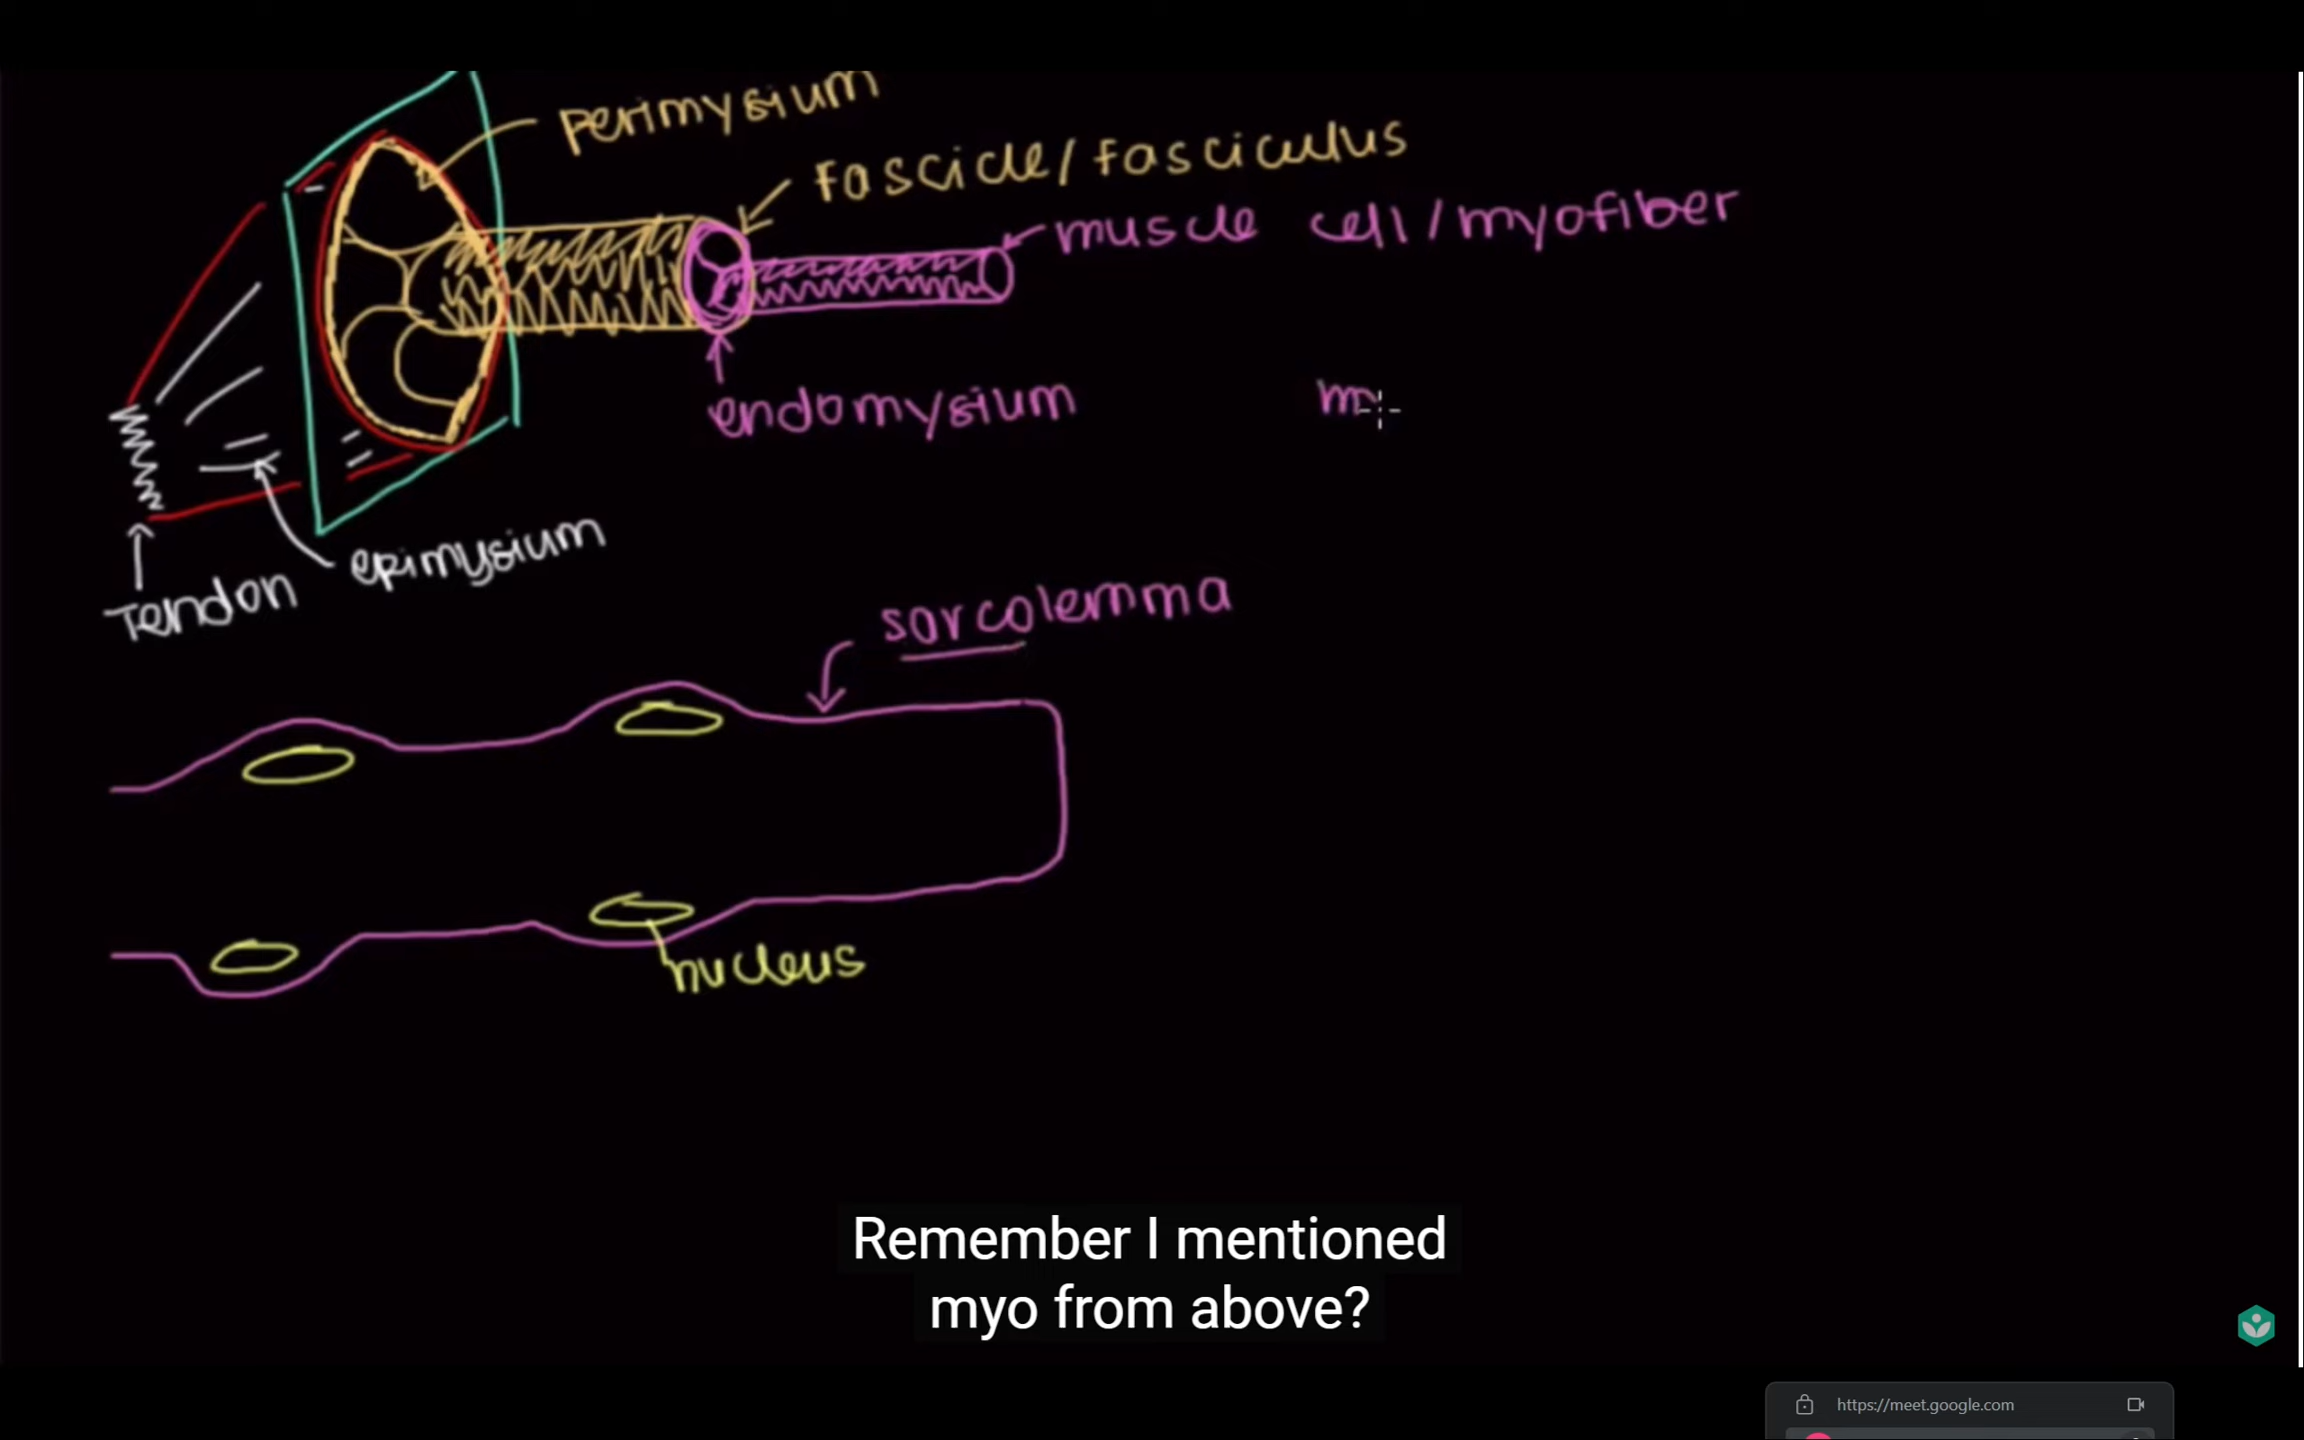 perimysium
fascicle/fasciculus
muscle cell/myofiber
endomysium
m
epimysium
Tendon
sarcolemma
nucleus
Remember I mentioned
myo from above?
https://meet.google.com